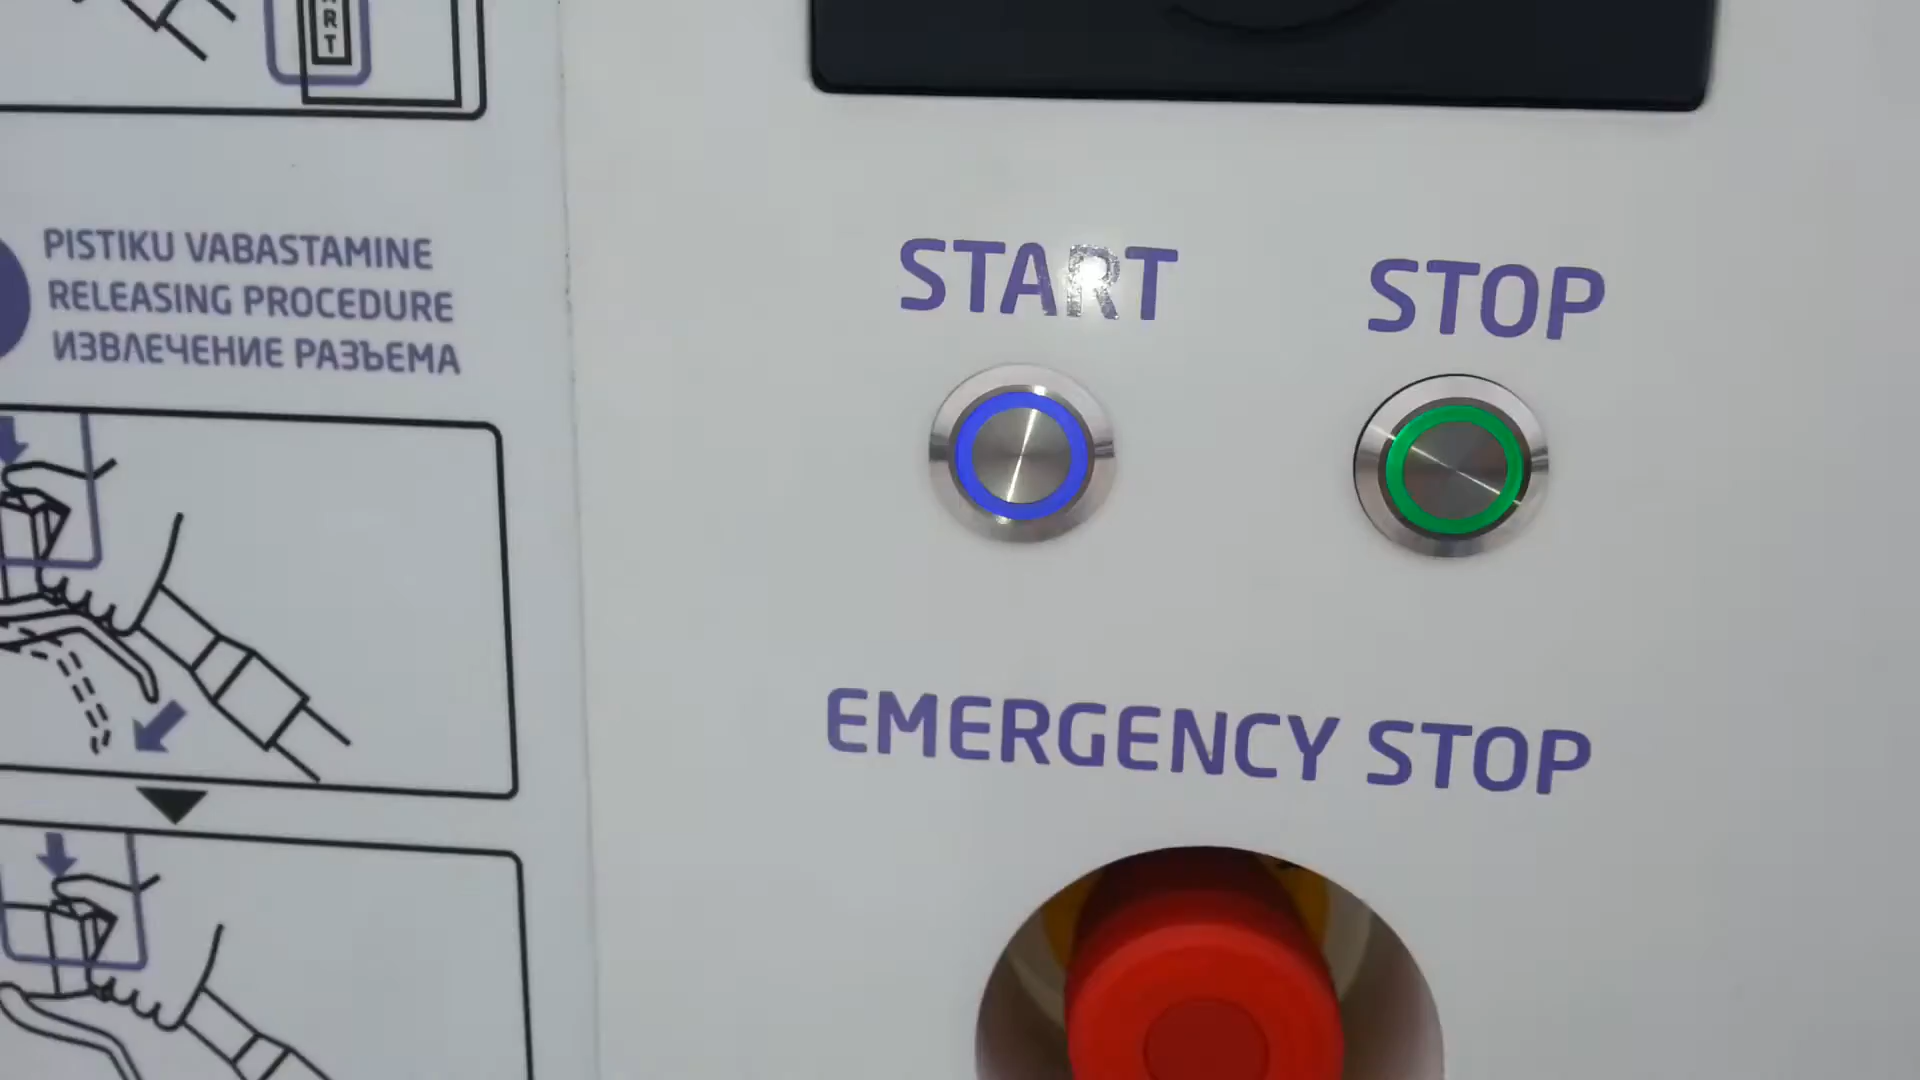 PISTIKU VABASTAMINE
RELEASING PROCEDURE
ИЗВЛЕЧЕНИЕ РАЗЪЕМА
START
STOP
EMERGENCY STOP